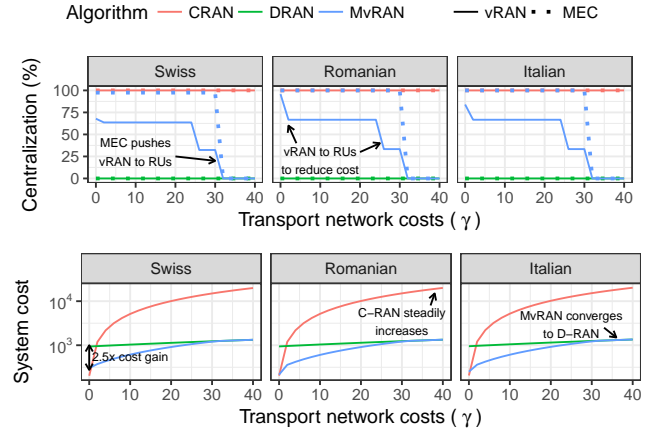 Algorithm CRAN DRAN MvRAN vRAN MEC
Swiss Romanian Italian
Centralization (%)
100
75
50
25
0
MEC pushes
vRAN to RUs
vRAN to RUs
to reduce cost
0 10 20 30 40 0 10 20 30 40 0 10 20 30 40
Transport network costs ( γ )
Swiss Romanian Italian
System cost
10⁴
10³
2.5x cost gain
C−RAN steadily
increases
MvRAN converges
to D−RAN
0 10 20 30 40 0 10 20 30 40 0 10 20 30 40
Transport network costs ( γ )